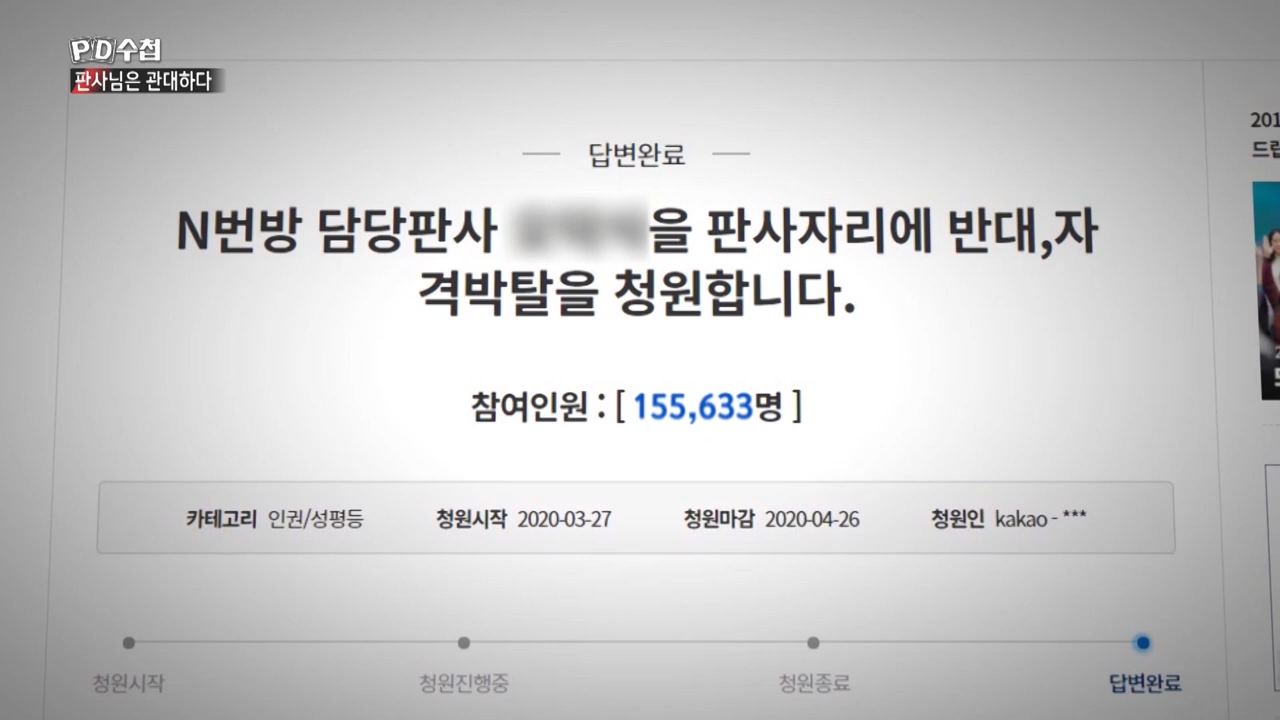 PD수첩
판사님은 관대하다
답변완료
N번방 담당판사 을 판사자리에 반대,자
격박탈을 청원합니다.
참여인원 : [ 155,633명 ]
카테고리 인권/성평등 청원시작 2020-03-27 청원마감 2020-04-26 청원인 kakao - ***
청원시작 청원진행중 청원종료 답변완료
201